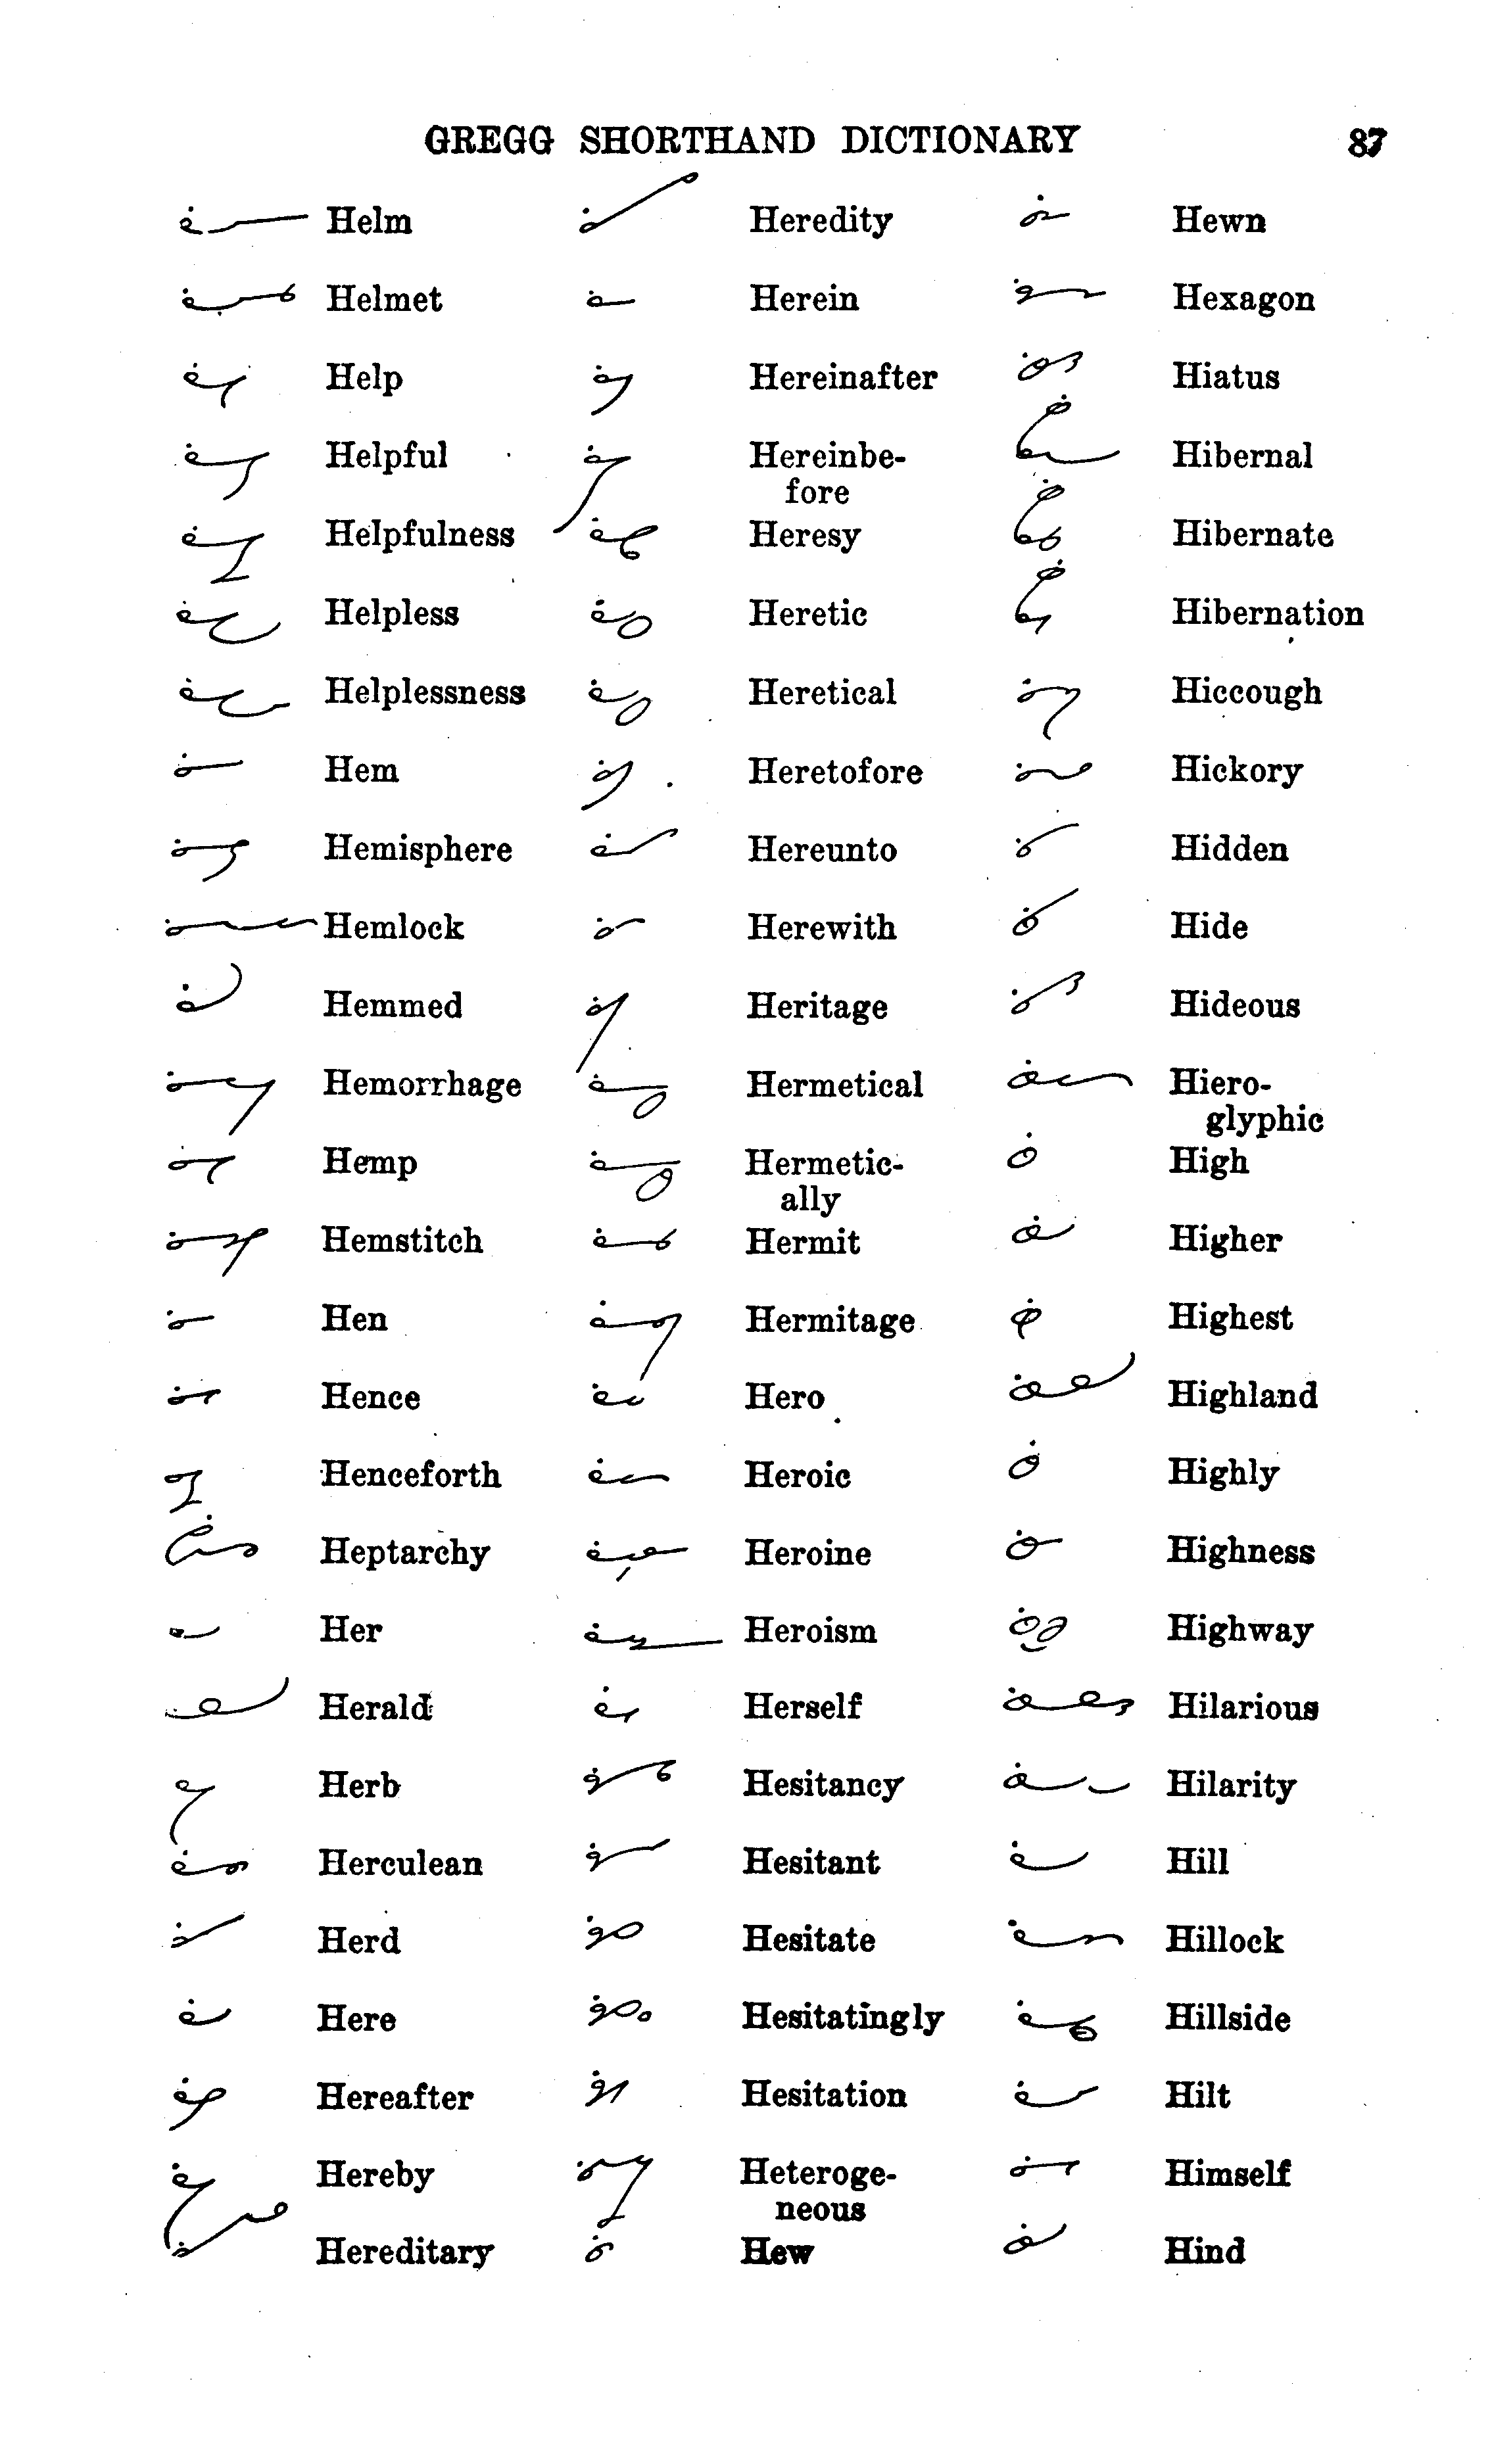 GREGG SHORTHAND DICTIONARY 87
Helm
Helmet
Help
Helpful
Helpfulness
Helpless
Helplessness
Hem
Hemisphere
Hemlock
Hemmed
Hemorrhage
Hemp
Hemstitch
Hen
Hence
Henceforth
Heptarchy
Her
Herald
Herb
Herculean
Herd
Here
Hereafter
Hereby
Hereditary
Heredity
Herein
Hereinafter
Hereinbe-
fore
Heresy
Heretic
Heretical
Heretofore
Hereunto
Herewith
Heritage
Hermetical
Hermetic-
ally
Hermit
Hermitage
Hero
Heroic
Heroine
Heroism
Herself
Hesitancy
Hesitant
Hesitate
Hesitatingly
Hesitation
Heteroge-
neous
Hew
Hewn
Hexagon
Hiatus
Hibernal
Hibernate
Hibernation
Hiccough
Hickory
Hidden
Hide
Hideous
Hiero-
glyphic
High
Higher
Highest
Highland
Highly
Highness
Highway
Hilarious
Hilarity
Hill
Hillock
Hillside
Hilt
Himself
Hind